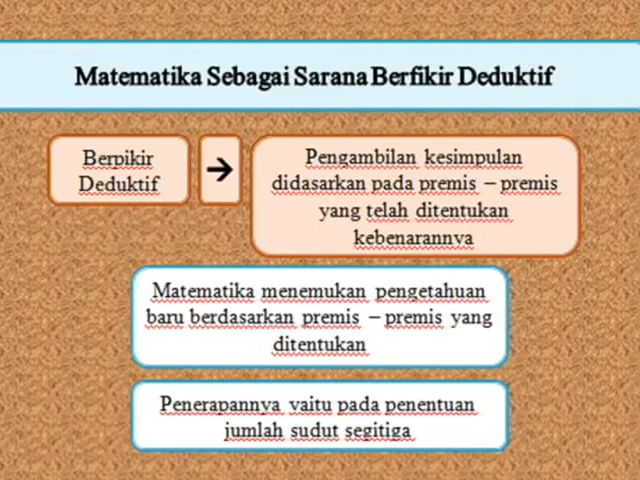 Matematika Sebagai Sarana Berfikir Deduktif
Berpikir
Deduktif
→
Pengambilan kesimpulan
didasarkan pada premis – premis
yang telah ditentukan
kebenarannya
Matematika menemukan pengetahuan
baru berdasarkan premis – premis yang
ditentukan
Penerapannya yaitu pada penentuan
jumlah sudut segitiga